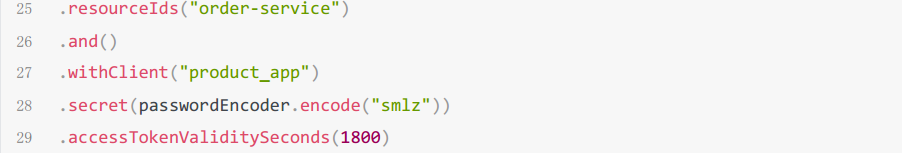 25 .resourceIds("order-service")
26 .and()
27 .withClient("product_app")
28 .secret(passwordEncoder.encode("smlz"))
29 .accessTokenValiditySeconds(1800)